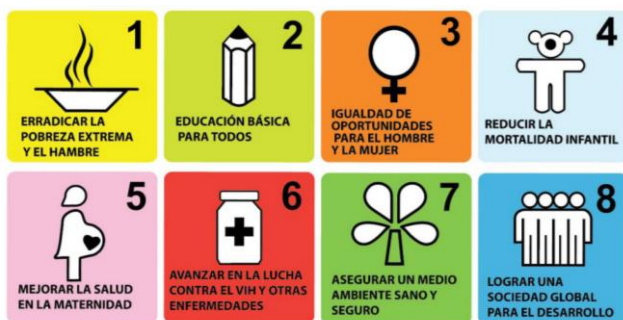 1
ERRADICAR LA
POBREZA EXTREMA
Y EL HAMBRE
2
EDUCACIÓN BÁSICA
PARA TODOS
3
IGUALDAD DE
OPORTUNIDADES
PARA EL HOMBRE
Y LA MUJER
4
REDUCIR LA
MORTALIDAD INFANTIL
5
MEJORAR LA SALUD
EN LA MATERNIDAD
6
AVANZAR EN LA LUCHA
CONTRA EL VIH Y OTRAS
ENFERMEDADES
7
ASEGURAR UN MEDIO
AMBIENTE SANO Y
SEGURO
8
LOGRAR UNA
SOCIEDAD GLOBAL
PARA EL DESARROLLO